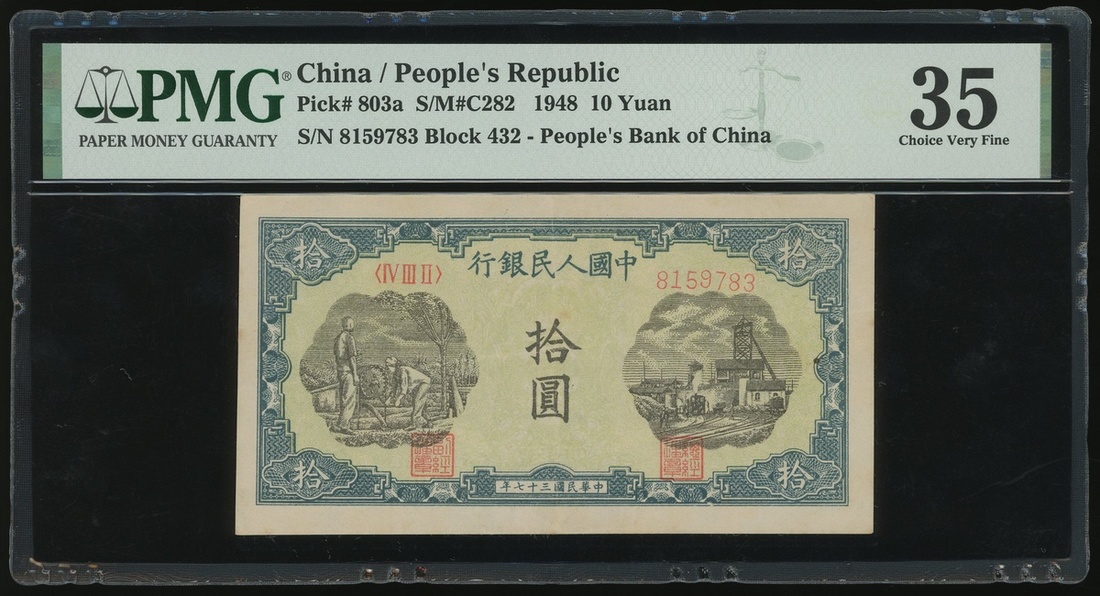 PMG®
PAPER MONEY GUARANTY
China / People's Republic
Pick# 803a S/M#C282 1948 10 Yuan
S/N 8159783 Block 432 - People's Bank of China
35
Choice Very Fine
行銀民人國中
拾
拾
〈IV III II〉
8159783
拾
圓
拾
拾
年七十三國民華中